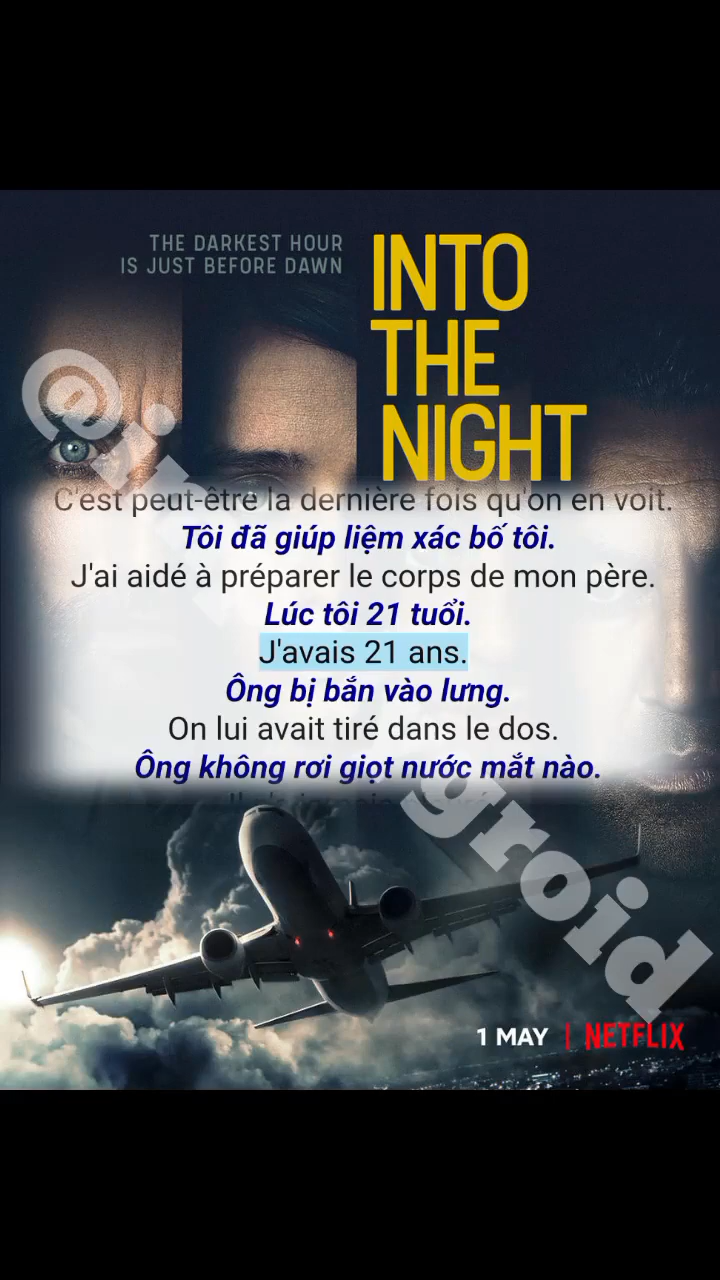 THE DARKEST HOUR
IS JUST BEFORE DAWN
INTO
THE
NIGHT
C'est peut-être la dernière fois qu'on en voit.
Tôi đã giúp liệm xác bố tôi.
J'ai aidé à préparer le corps de mon père.
Lúc tôi 21 tuổi.
J'avais 21 ans.
Ông bị bắn vào lưng.
On lui avait tiré dans le dos.
Ông không rơi giọt nước mắt nào.
groid
1 MAY | NETFLIX